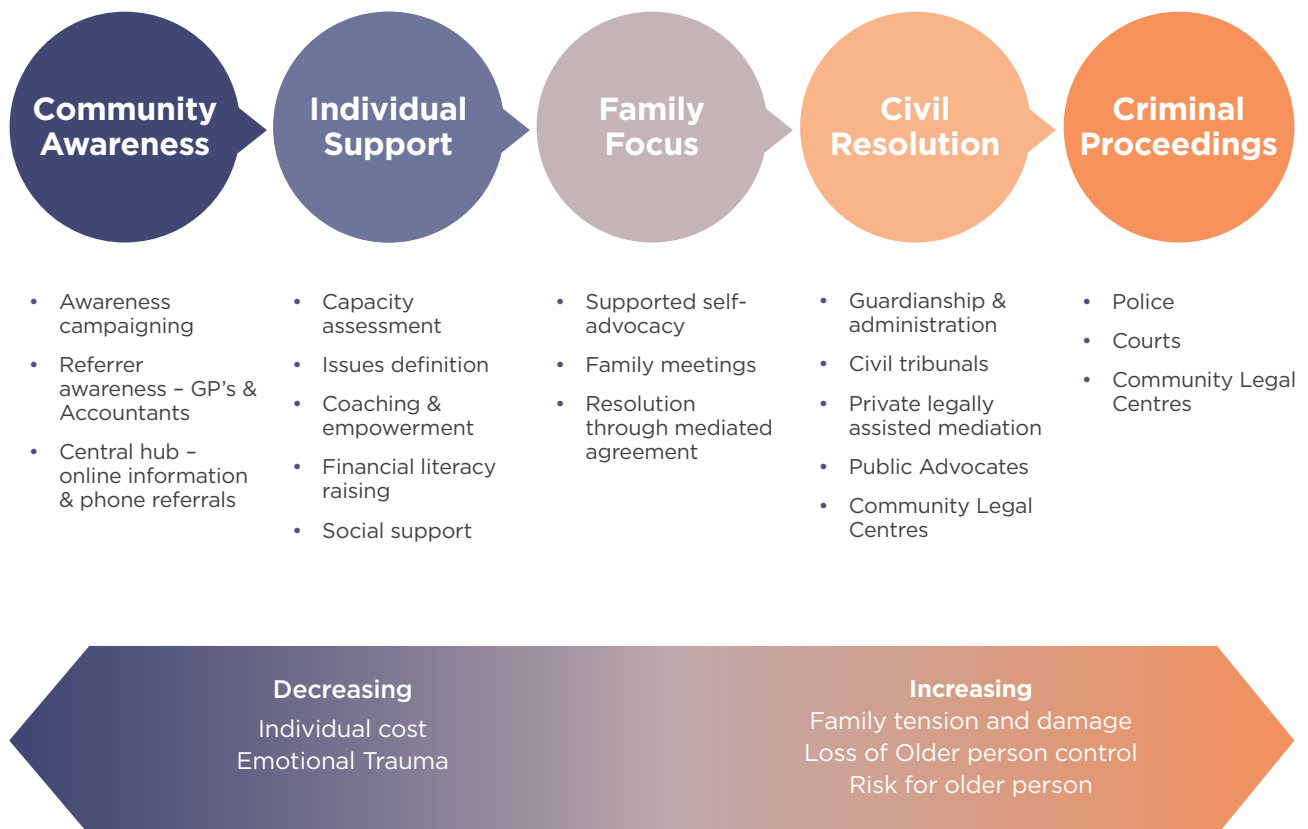 Community
Awareness
Individual
Support
Family
Focus
Civil
Resolution
Criminal
Proceedings
• Awareness
campaigning
• Referrer
awareness – GP’s &
Accountants
• Central hub –
online information
& phone referrals
• Capacity
assessment
• Issues definition
• Coaching &
empowerment
• Financial literacy
raising
• Social support
• Supported self-
advocacy
• Family meetings
• Resolution
through mediated
agreement
• Guardianship &
administration
• Civil tribunals
• Private legally
assisted mediation
• Public Advocates
• Community Legal
Centres
• Police
• Courts
• Community Legal
Centres
Decreasing
Individual cost
Emotional Trauma
Increasing
Family tension and damage
Loss of Older person control
Risk for older person